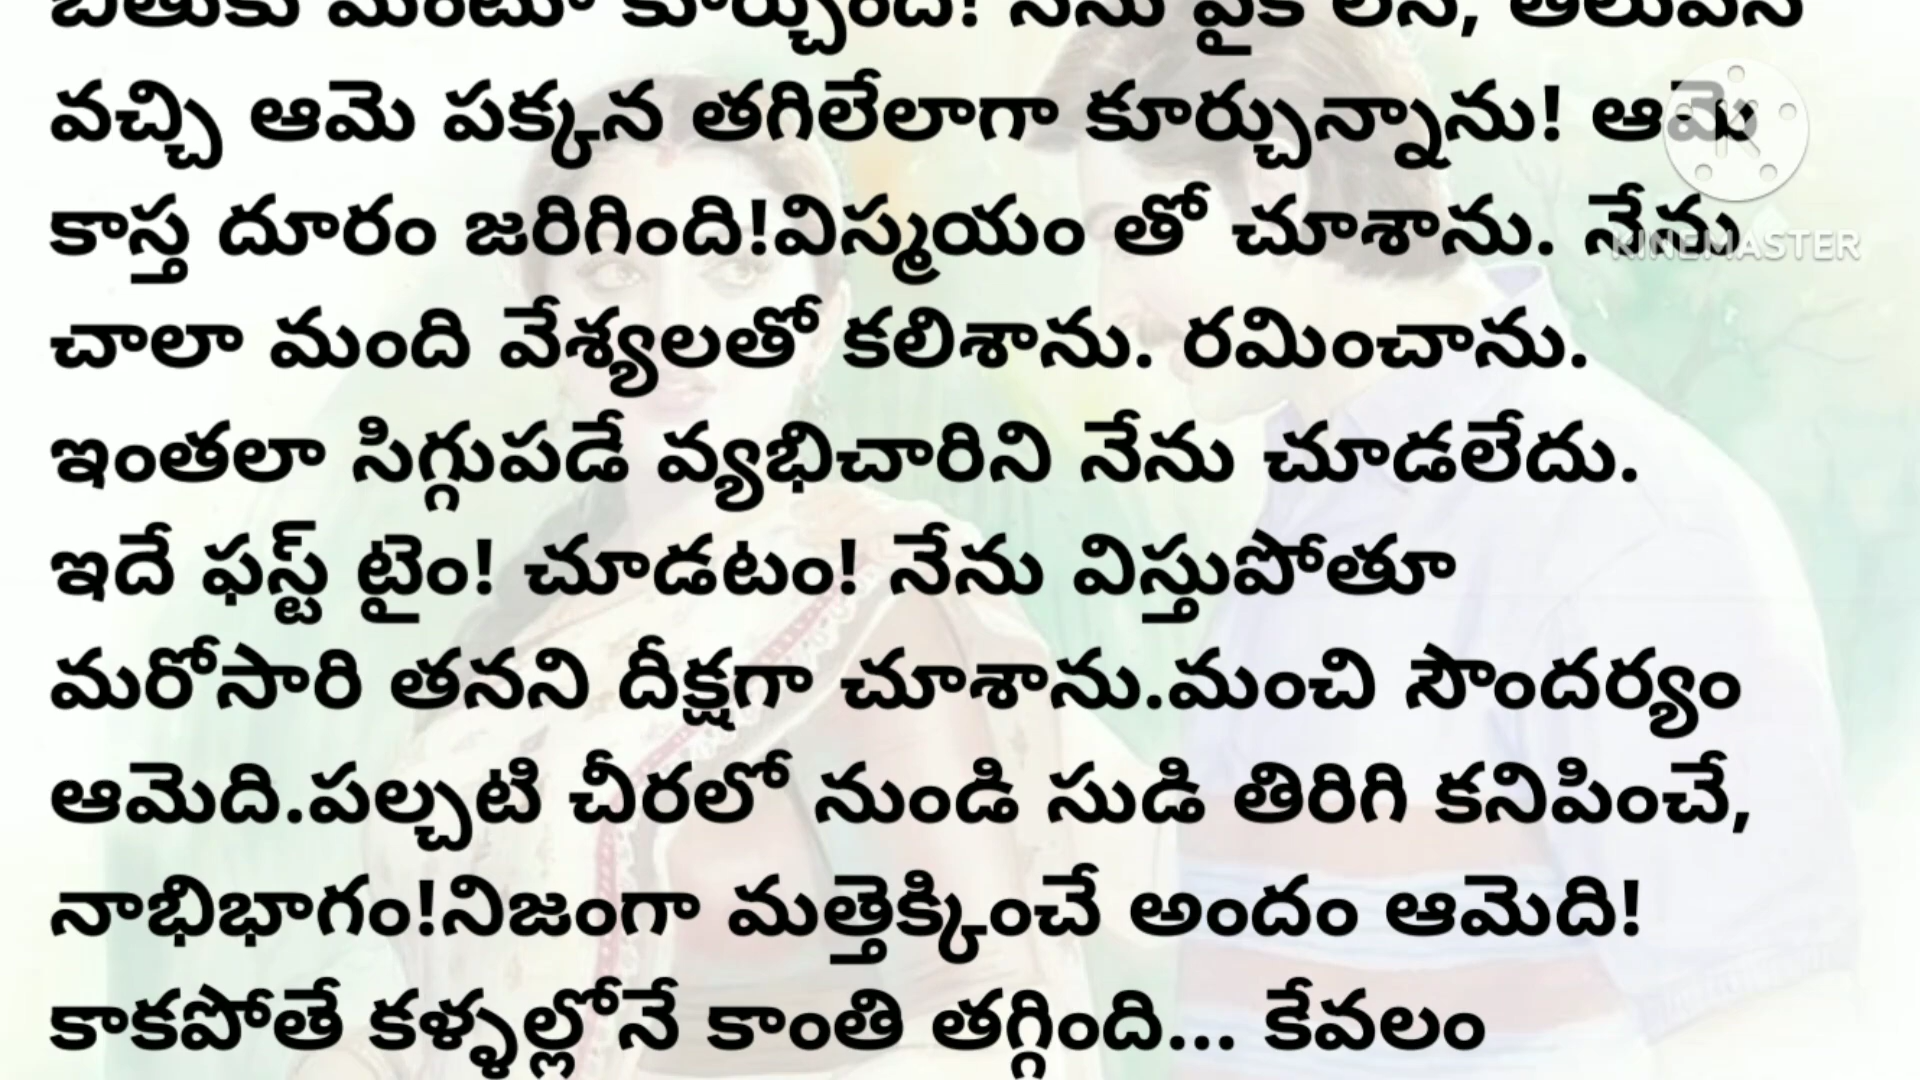 బితుకు మంటూ కూర్చుంది! నేను పైకి లేచి,
వచ్చి ఆమె పక్కన తగిలేలాగా కూర్చున్నాను! ఆమె
కాస్త దూరం జరిగింది!విస్మయం తో చూశాను. నేను
చాలా మంది వేశ్యలతో కలిశాను. రమించాను.
ఇంతలా సిగ్గుపడే వ్యభిచారిని నేను చూడలేదు.
ఇదే ఫస్ట్ టైం! చూడటం! నేను విస్తుపోతూ
మరోసారి తనని దీక్షగా చూశాను.మంచి సౌందర్యం
ఆమెది.పల్చటి చీరలో నుండి సుడి తిరిగి కనిపించే,
నాభిభాగం!నిజంగా మత్తెక్కించే అందం ఆమెది!
కాకపోతే కళ్ళల్లోనే కాంతి తగ్గింది... కేవలం
KINEMASTER